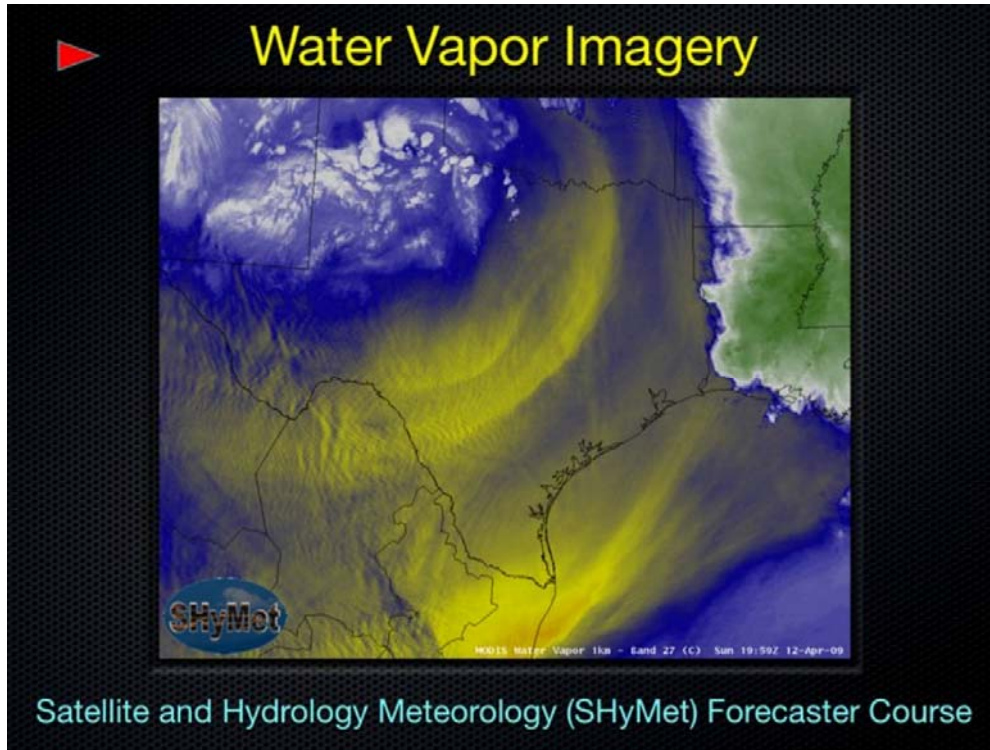 Water Vapor Imagery
SHyMet
MODIS Water Vapor 1km - Band 27 (C) Sun 19:59Z 12-Apr-09
Satellite and Hydrology Meteorology (SHyMet) Forecaster Course